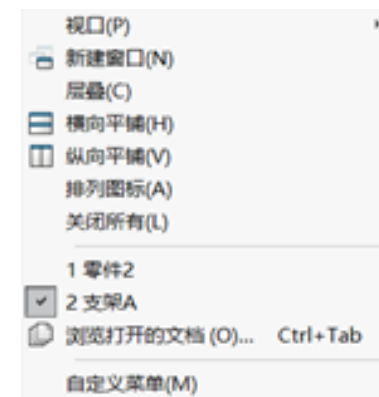 视口(P)
新建窗口(N)
层叠(C)
横向平铺(H)
纵向平铺(V)
排列图标(A)
关闭所有(L)
1 零件2
2 支架A
浏览打开的文档 (O)... Ctrl+Tab
自定义菜单(M)